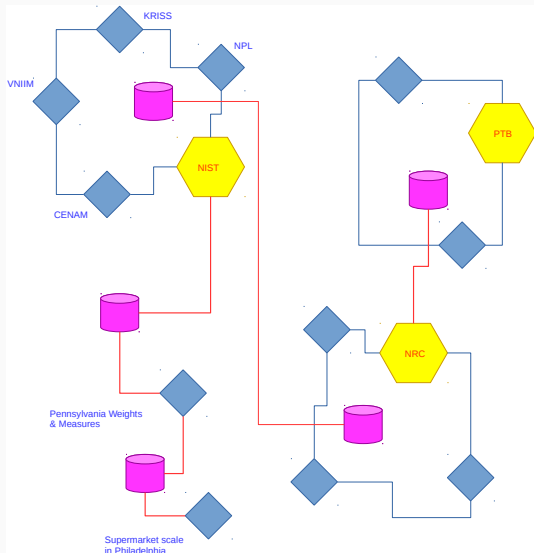 KRISS
NPL
VNIIM
PTB
NIST
CENAM
NRC
Pennsylvania Weights
& Measures
Supermarket scale
in Philadelphia